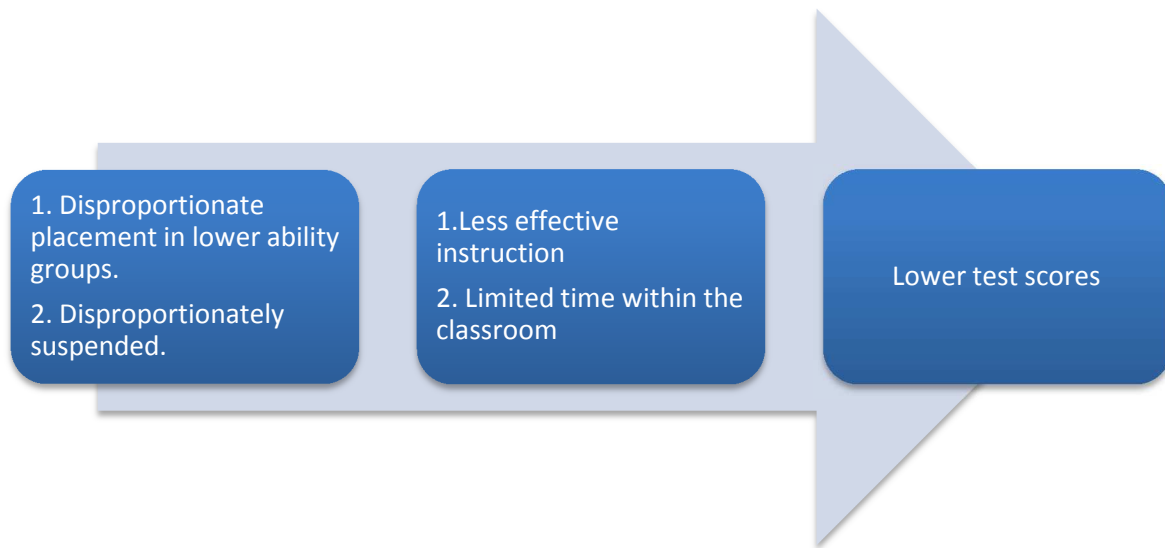 1. Disproportionate
placement in lower ability
groups.
2. Disproportionately
suspended.
1.Less effective
instruction
2. Limited time within the
classroom
Lower test scores